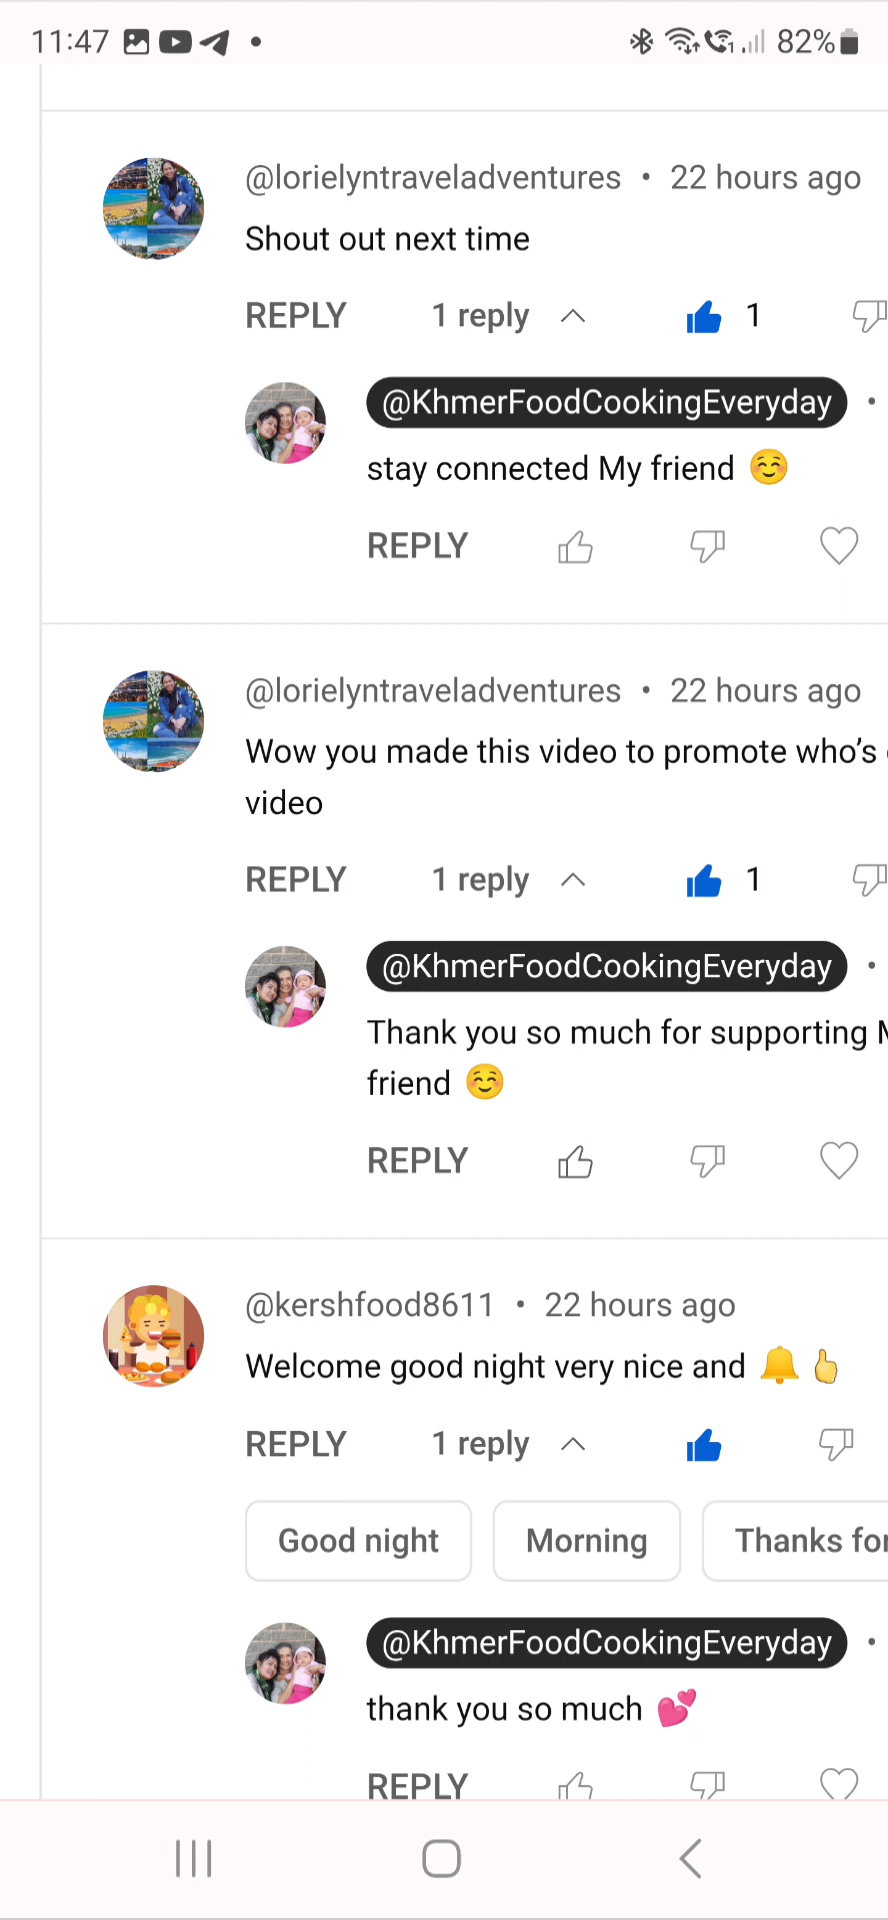 11:47 82%
@lorielyntraveladventures • 22 hours ago
Shout out next time
REPLY 1 reply 1
@KhmerFoodCookingEveryday •
stay connected My friend ☺️
REPLY
@lorielyntraveladventures • 22 hours ago
Wow you made this video to promote who's
video
REPLY 1 reply 1
@KhmerFoodCookingEveryday •
Thank you so much for supporting
friend ☺️
REPLY
@kershfood8611 • 22 hours ago
Welcome good night very nice and 🔔👆
REPLY 1 reply
Good night Morning Thanks for
@KhmerFoodCookingEveryday •
thank you so much 💕
REPLY